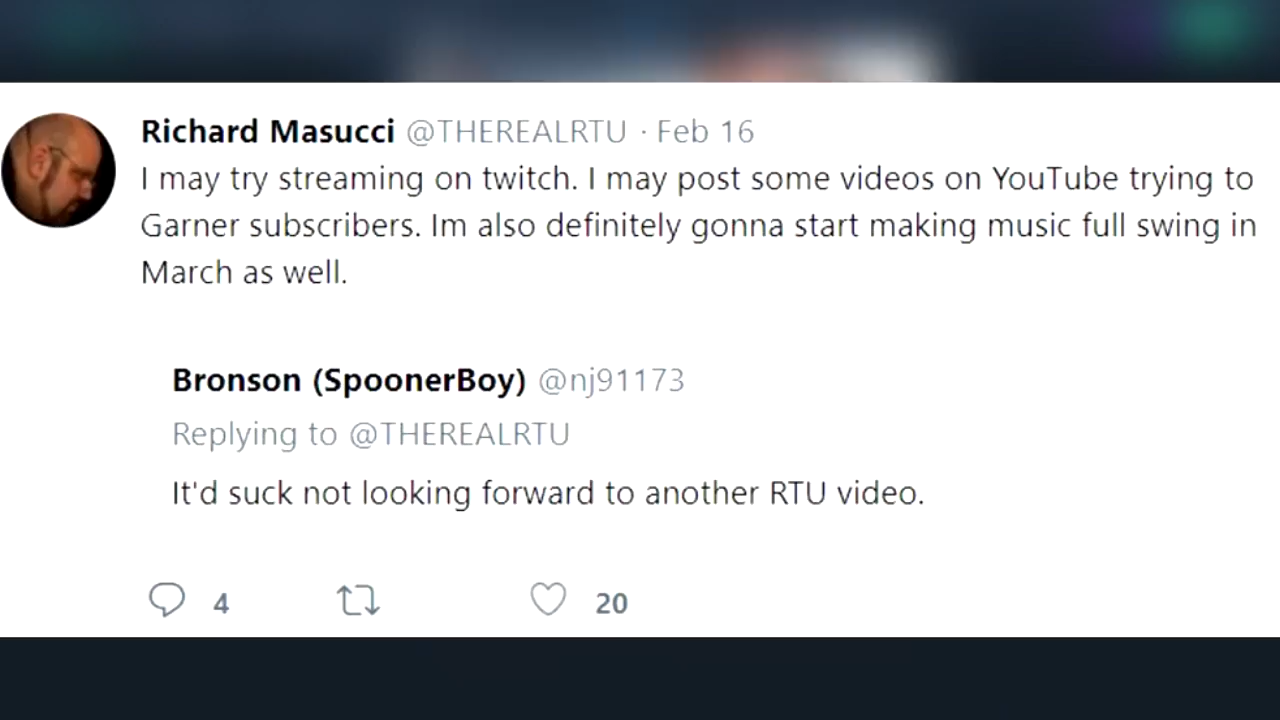 Richard Masucci @THEREALRTU · Feb 16
I may try streaming on twitch. I may post some videos on YouTube trying to
Garner subscribers. Im also definitely gonna start making music full swing in
March as well.
Bronson (SpoonerBoy) @nj91173
Replying to @THEREALRTU
It'd suck not looking forward to another RTU video.
4 20